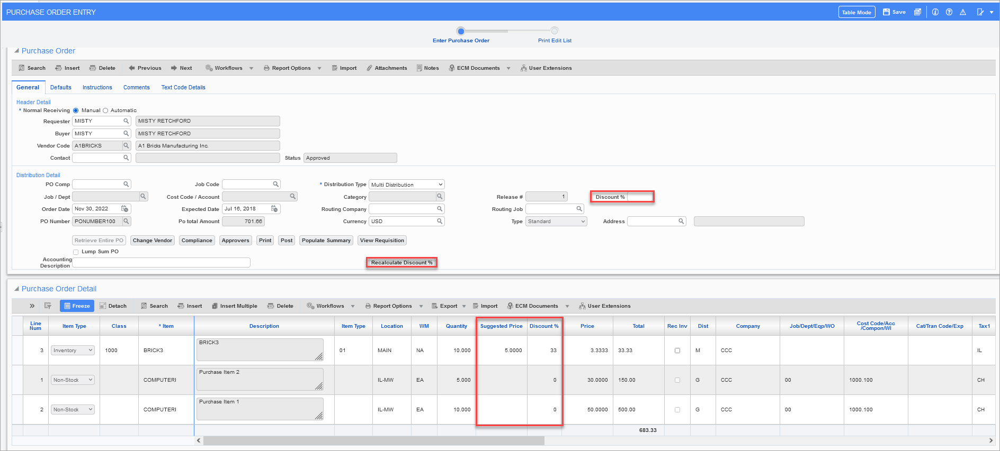 PURCHASE ORDER ENTRY Table Mode Save
Enter Purchase Order Print Edit List
Purchase Order
Search Insert Delete Previous Next Workflows Report Options Import Attachments Notes ECM Documents User Extensions
General Defaults Instructions Comments Text Code Details
Header Detail
* Normal Receiving Manual Automatic
Requester MISTY MISTY RETCHFORD
Buyer MISTY MISTY RETCHFORD
Vendor Code A1BRICKS A1 Bricks Manufacturing Inc.
Contact Status Approved
Distribution Detail
PO Comp Job Code * Distribution Type Multi Distribution
Job / Dept Cost Code / Account Category Release # 1 Discount %
Order Date Nov 30, 2022 Expected Date Jul 16, 2018 Routing Company Routing Job
PO Number PONUMBER100 Po total Amount 701.66 Currency USD Type Standard Address
Retrieve Entire PO Change Vendor Compliance Approvers Print Post Populate Summary View Requisition
Lump Sum PO
Accounting
Description Recalculate Discount %
Purchase Order Detail
Freeze Detach Search Insert Insert Multiple Delete Workflows Report Options Export Import ECM Documents User Extensions
Line
Num Item Type Class * Item Description Item Type Location WM Quantity Suggested Price Discount % Price Total Rec Inv Dist Company Job/Dept/Eqp/WO Cost Code/Acc
/Compon/WI Cat/Tran Code/Exp Tax1
3 Inventory 1000 BRICK3 BRICK3 01 MAIN NA 10.000 5.0000 33 3.3333 33.33 M CCC IL
1 Non-Stock COMPUTERI Purchase Item 2 IL-MW EA 5.000 0 30.0000 150.00 G CCC 00 1000.100 CH
2 Non-Stock COMPUTERI Purchase Item 1 IL-MW EA 10.000 0 50.0000 500.00 G CCC 00 1000.100 CH
683.33